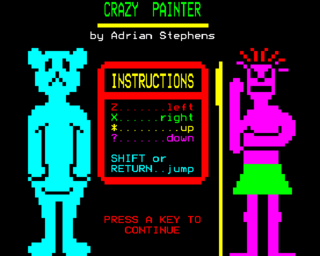 CRAZY PAINTER
by Adrian Stephens
INSTRUCTIONS
Z.......left
X......right
*.........up
?.......down
SHIFT or
RETURN..jump
PRESS A KEY TO
CONTINUE